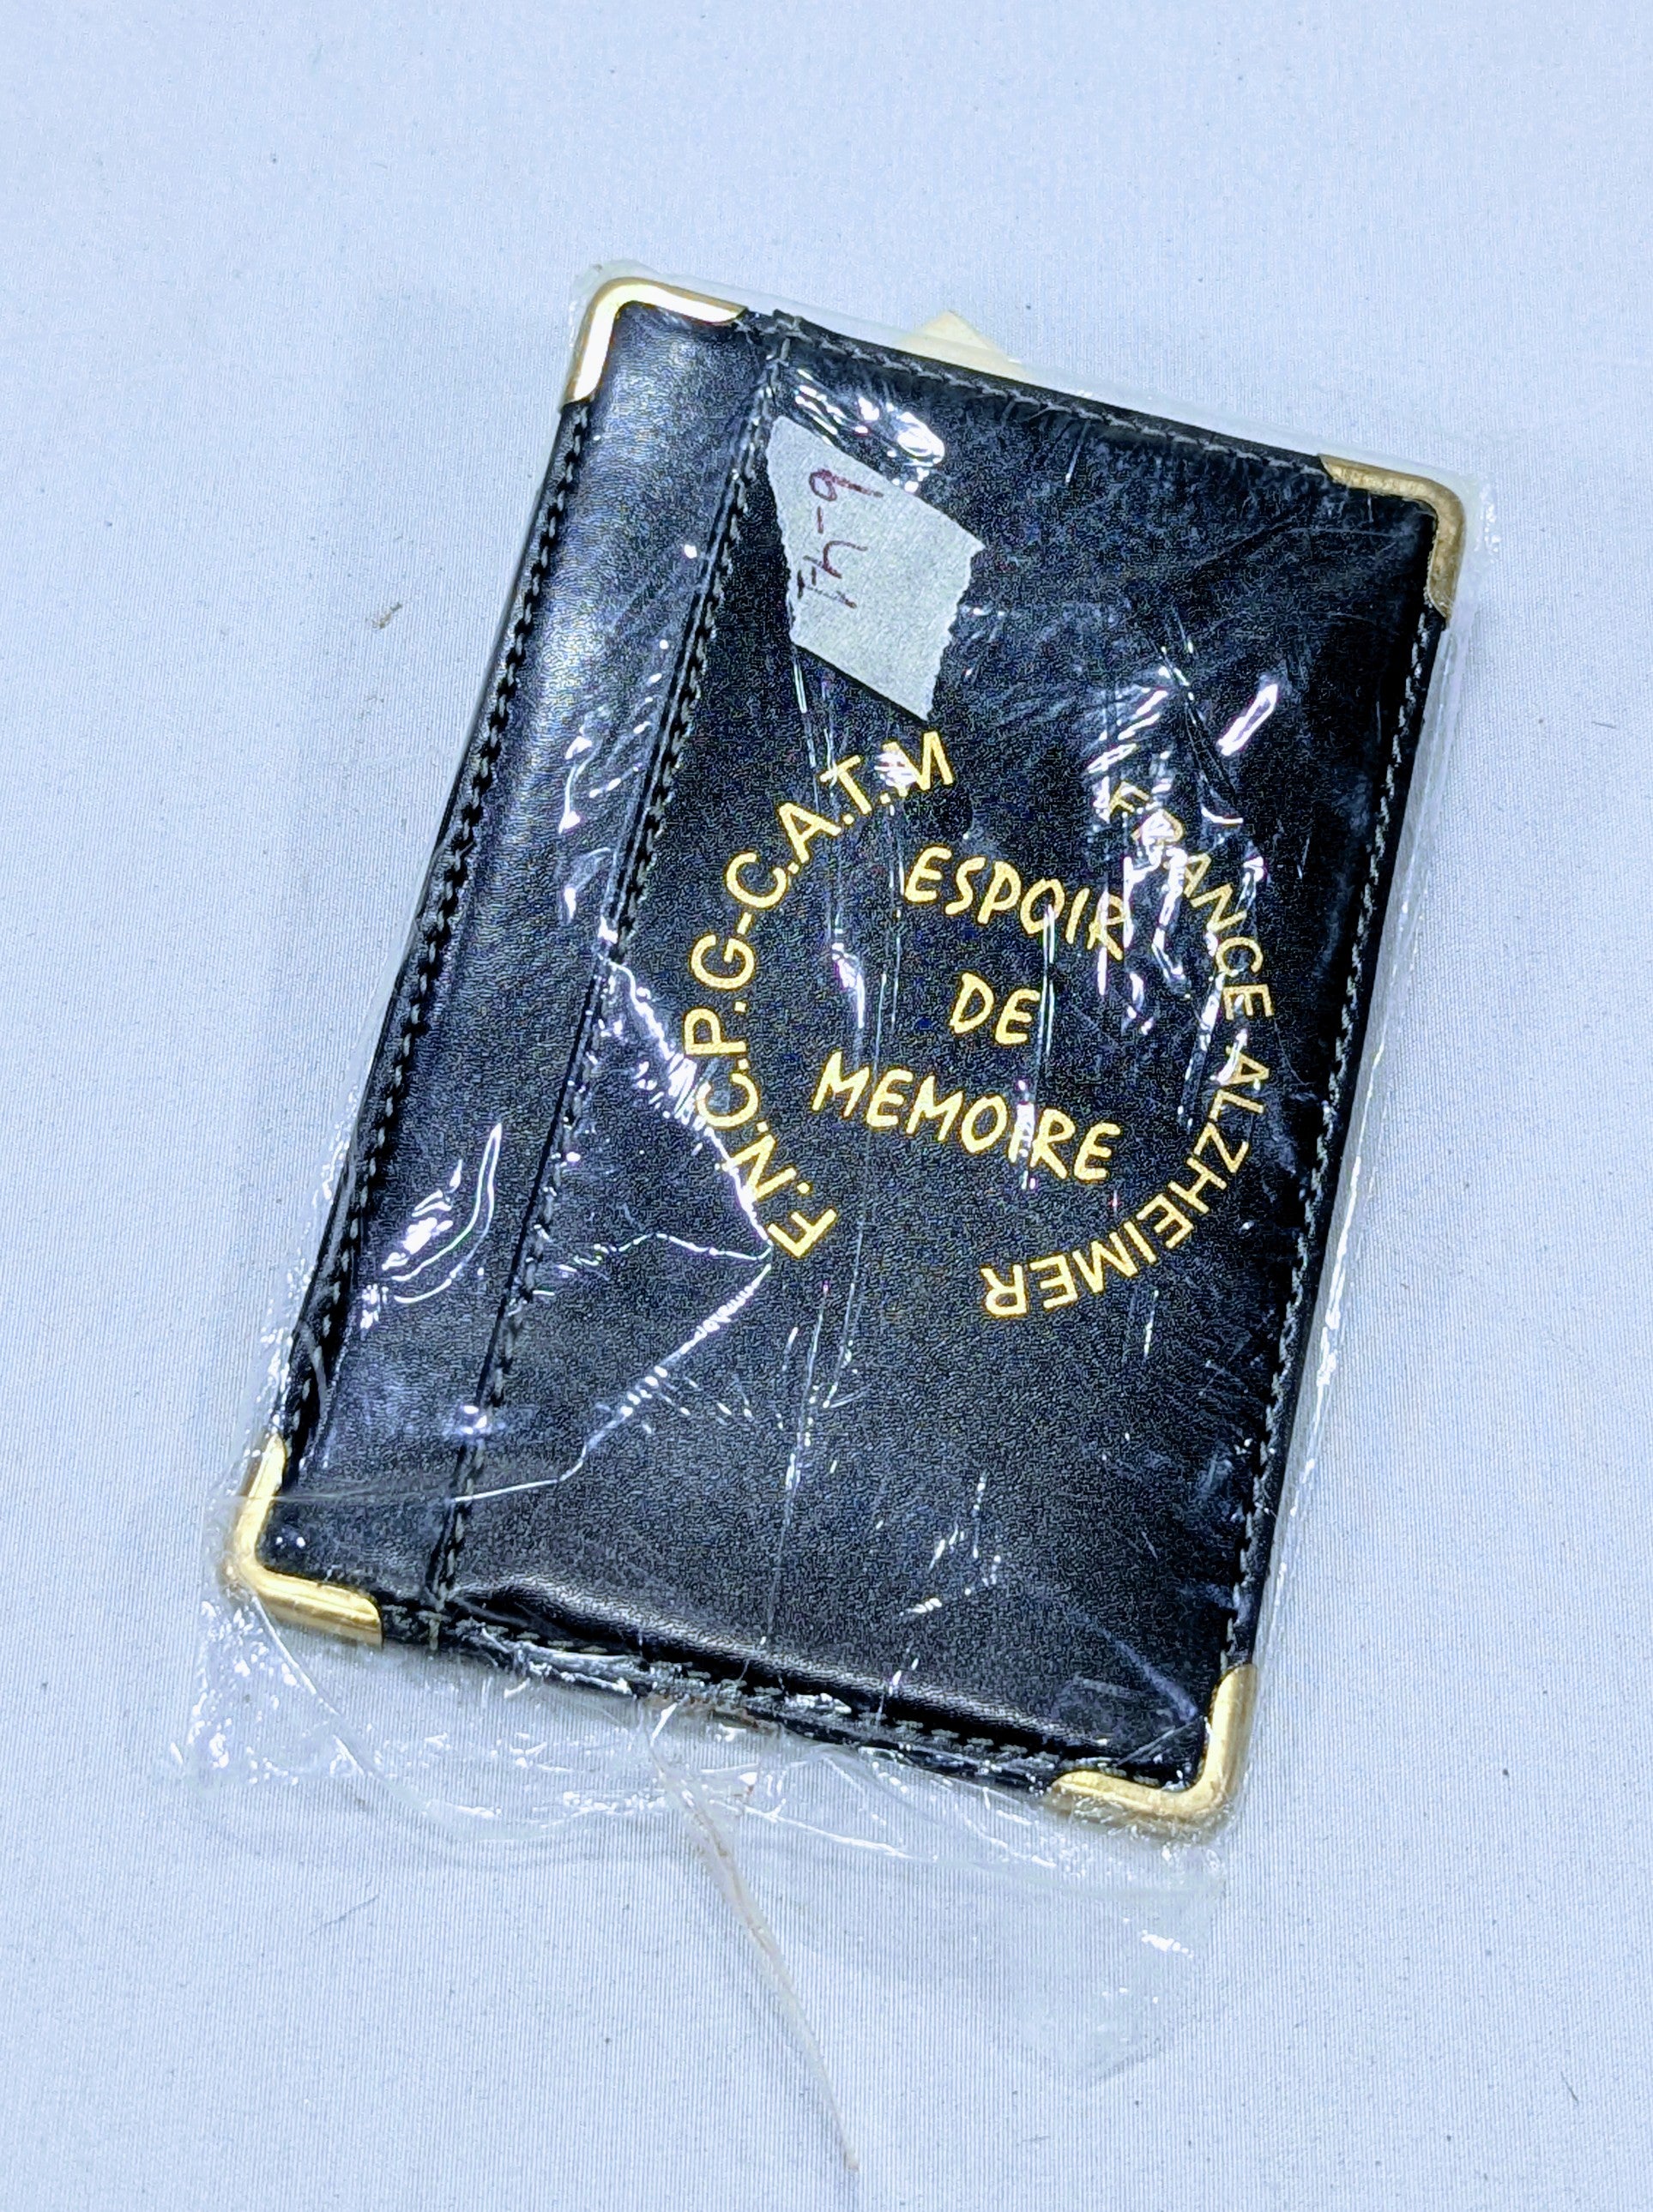 F.N.C.P.G-C.A.T.M
FRANCE ALZHEIMER
ESPOIR
DE
MEMOIRE